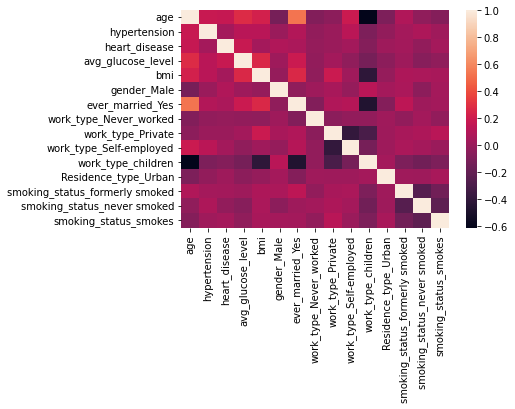 age
hypertension
heart_disease
avg_glucose_level
bmi
gender_Male
ever_married_Yes
work_type_Never_worked
work_type_Private
work_type_Self-employed
work_type_children
Residence_type_Urban
smoking_status_formerly smoked
smoking_status_never smoked
smoking_status_smokes
age
hypertension
heart_disease
avg_glucose_level
bmi
gender_Male
ever_married_Yes
work_type_Never_worked
work_type_Private
work_type_Self-employed
work_type_children
Residence_type_Urban
smoking_status_formerly smoked
smoking_status_never smoked
smoking_status_smokes
1.0
0.8
0.6
0.4
0.2
0.0
−0.2
−0.4
−0.6